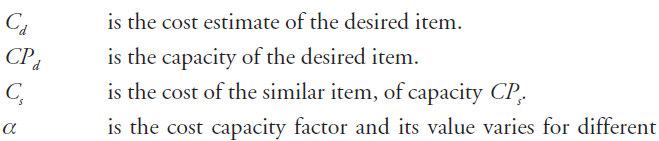 C_d is the cost estimate of the desired item.
CP_d is the capacity of the desired item.
C_s is the cost of the similar item, of capacity CP_s.
α is the cost capacity factor and its value varies for different